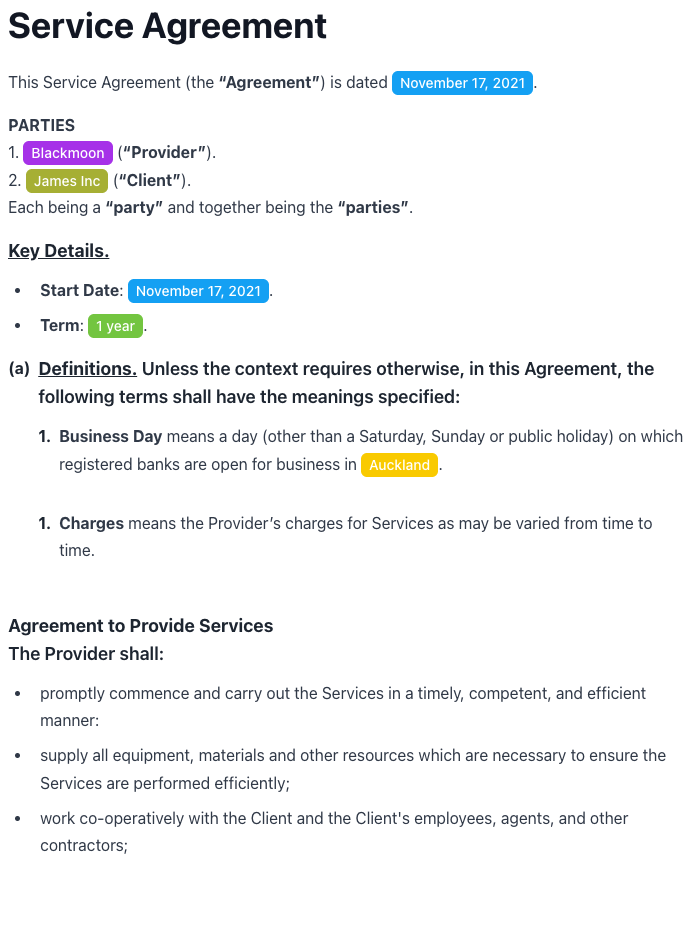 Service Agreement
This Service Agreement (the “Agreement”) is dated November 17, 2021.
PARTIES
1. Blackmoon (“Provider”).
2. James Inc (“Client”).
Each being a “party” and together being the “parties”.
Key Details.
• Start Date: November 17, 2021.
• Term: 1 year.
(a) Definitions. Unless the context requires otherwise, in this Agreement, the
following terms shall have the meanings specified:
1. Business Day means a day (other than a Saturday, Sunday or public holiday) on which
registered banks are open for business in Auckland.
1. Charges means the Provider’s charges for Services as may be varied from time to
time.
Agreement to Provide Services
The Provider shall:
• promptly commence and carry out the Services in a timely, competent, and efficient
manner:
• supply all equipment, materials and other resources which are necessary to ensure the
Services are performed efficiently;
• work co-operatively with the Client and the Client's employees, agents, and other
contractors;